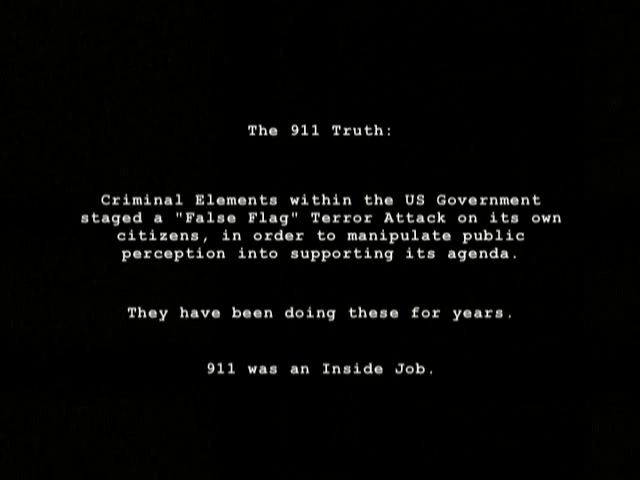 The 911 Truth:
Criminal Elements within the US Government
staged a "False Flag" Terror Attack on its own
citizens, in order to manipulate public
perception into supporting its agenda.
They have been doing these for years.
911 was an Inside Job.